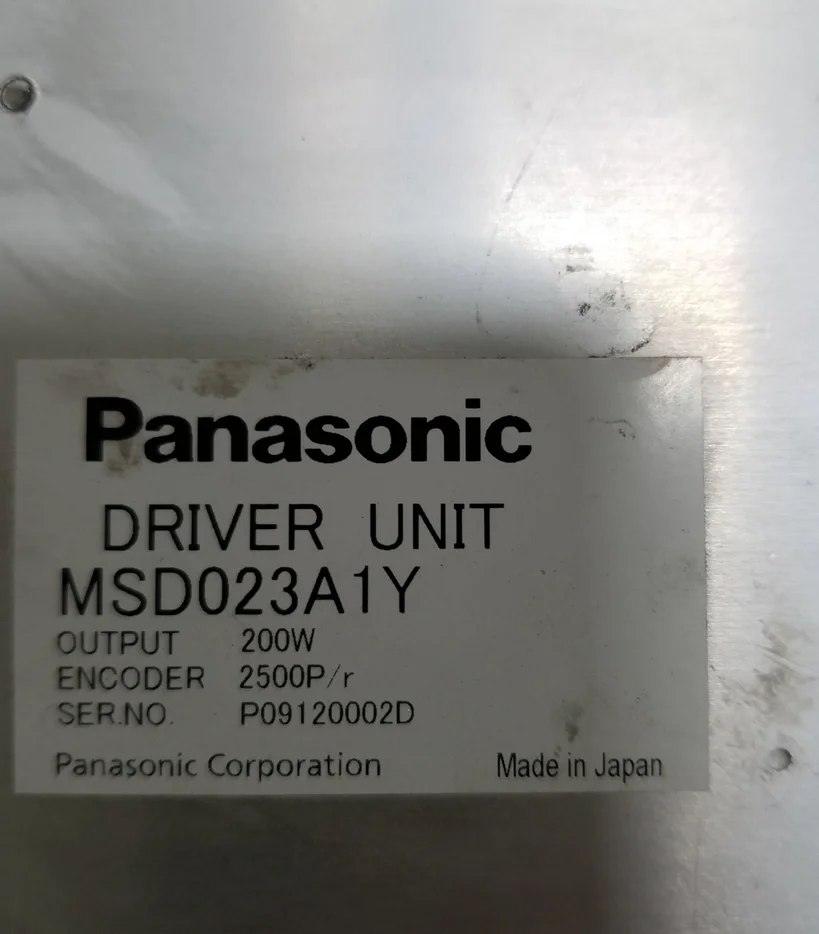 Panasonic
DRIVER UNIT
MSD023A1Y
OUTPUT 200W
ENCODER 2500P/r
SER.NO. P09120002D
Panasonic Corporation Made in Japan